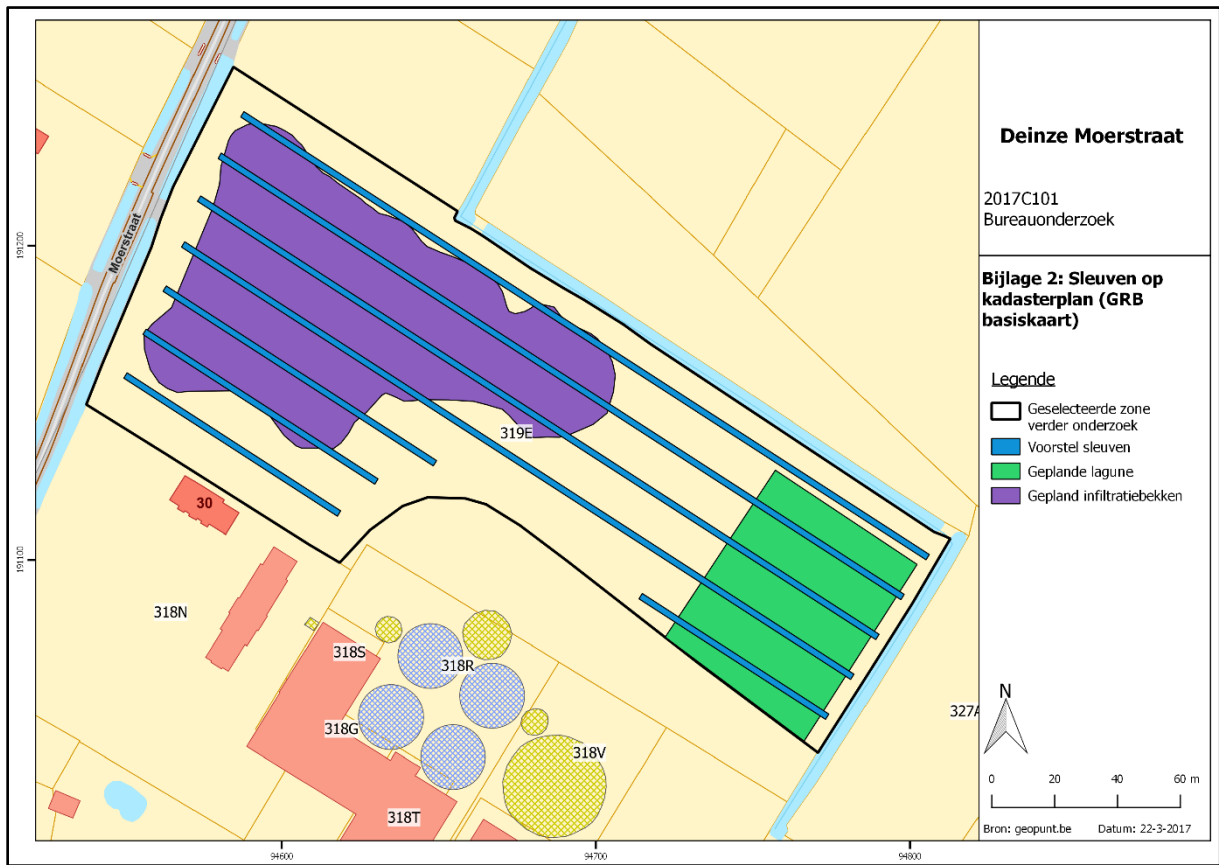 Deinze Moerstraat
2017C101
Bureauonderzoek
Bijlage 2: Sleuven op
kadasterplan (GRB
basiskaart)
Legende
Geselecteerde zone
verder onderzoek
Voorstel sleuven
Geplande lagune
Gepland infiltratiebekken
N
0 20 40 60 m
Bron: geopunt.be Datum: 22-3-2017
Moerstraat
319E
30
318N
318S
318R
318G
318V
318T
327A
191200
191100
94600
94700
94800